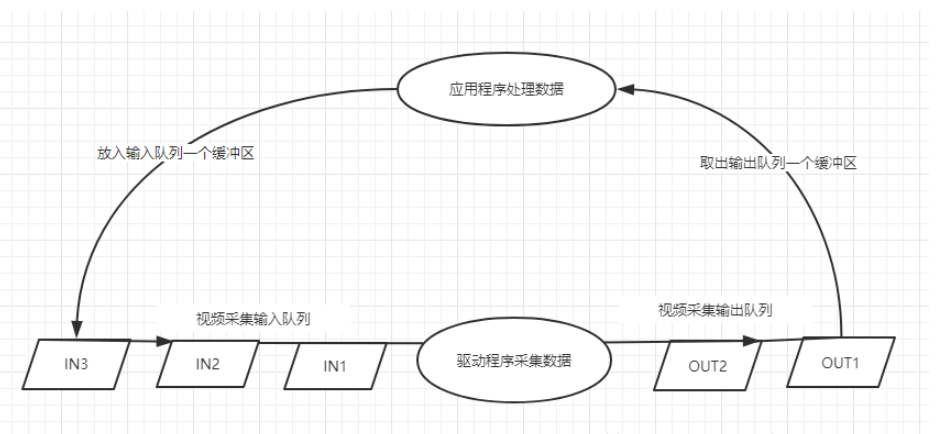 应用程序处理数据
放入输入队列一个缓冲区
取出输出队列一个缓冲区
视频采集输入队列
视频采集输出队列
IN3
IN2
IN1
驱动程序采集数据
OUT2
OUT1